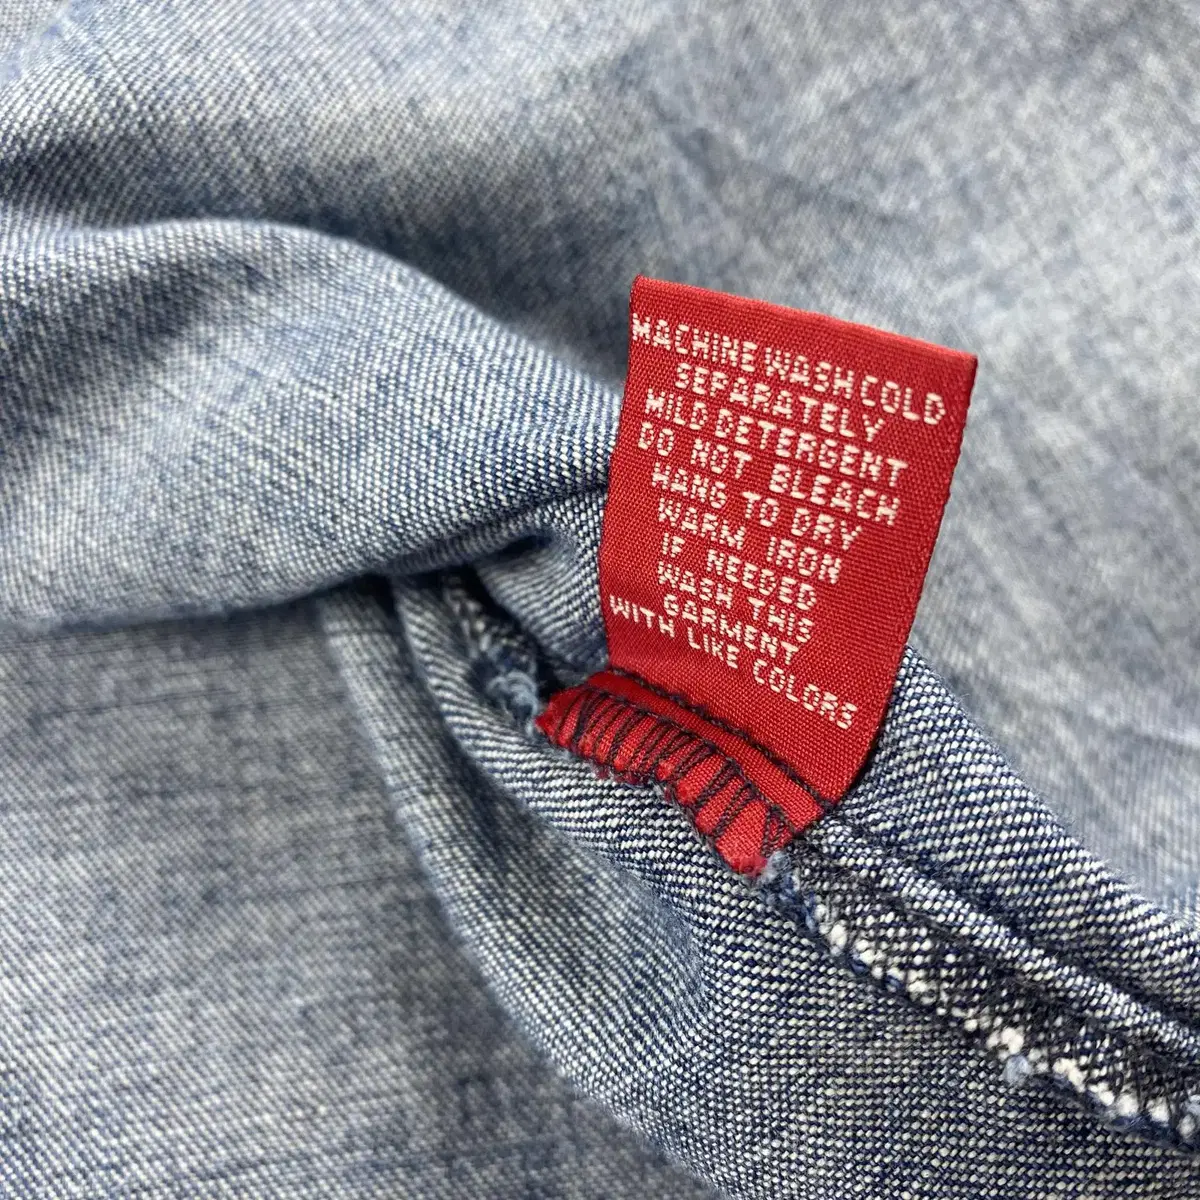 MACHINE WASH COLD
SEPARATELY
MILD DETERGENT
DO NOT BLEACH
HANG TO DRY
WARM IRON
IF NEEDED
WASH THIS
GARMENT
WITH LIKE COLORS